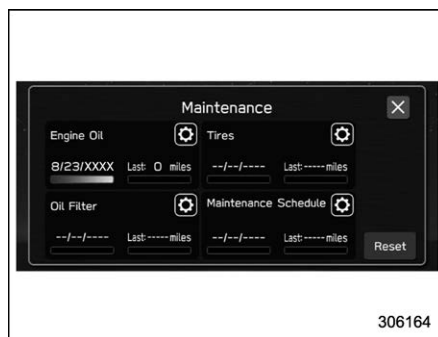 Maintenance
Engine Oil
Tires
8/23/XXXX Last: 0 miles
--/--/---- Last:-----miles
Oil Filter
Maintenance Schedule
--/--/---- Last:-----miles
--/--/---- Last:-----miles
Reset
306164